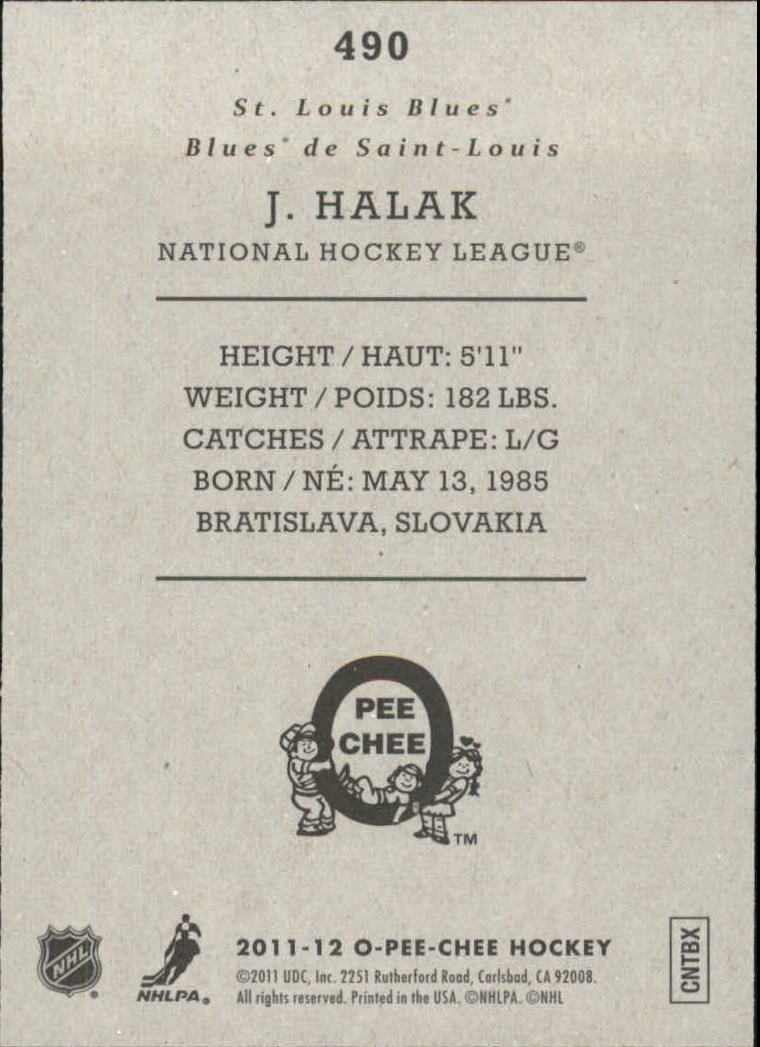 490
St. Louis Blues*
Blues* de Saint-Louis
J. HALAK
NATIONAL HOCKEY LEAGUE®
HEIGHT / HAUT: 5'11"
WEIGHT / POIDS: 182 LBS.
CATCHES / ATTRAPE: L/G
BORN / NÉ: MAY 13, 1985
BRATISLAVA, SLOVAKIA
O
PEE
CHEE
TM
NHL
®
NHLPA®
2011-12 O-PEE-CHEE HOCKEY
©2011 UDC, Inc. 2251 Rutherford Road, Carlsbad, CA 92008.
All rights reserved. Printed in the USA. ©NHLPA. ©NHL
CNTBX